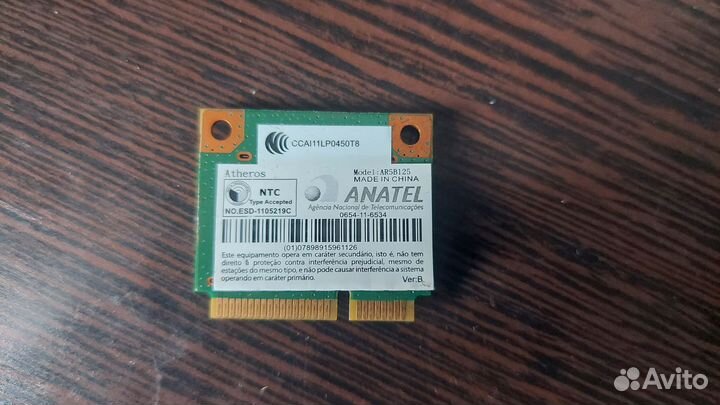 CCAI11LP0450T8
Atheros
Model:AR5B125
MADE IN CHINA
NTC
Type Accepted
NO.ESD-1105219C
ANATEL
Agência Nacional de Telecomunicações
0654-11-6534
(01)07898915961126
Este equipamento opera em caráter secundário, isto é, não tem
direito à proteção contra interferência prejudicial, mesmo de
estações do mesmo tipo, e não pode causar interferência a sistema
operando em caráter primário.
Ver:B
Avito